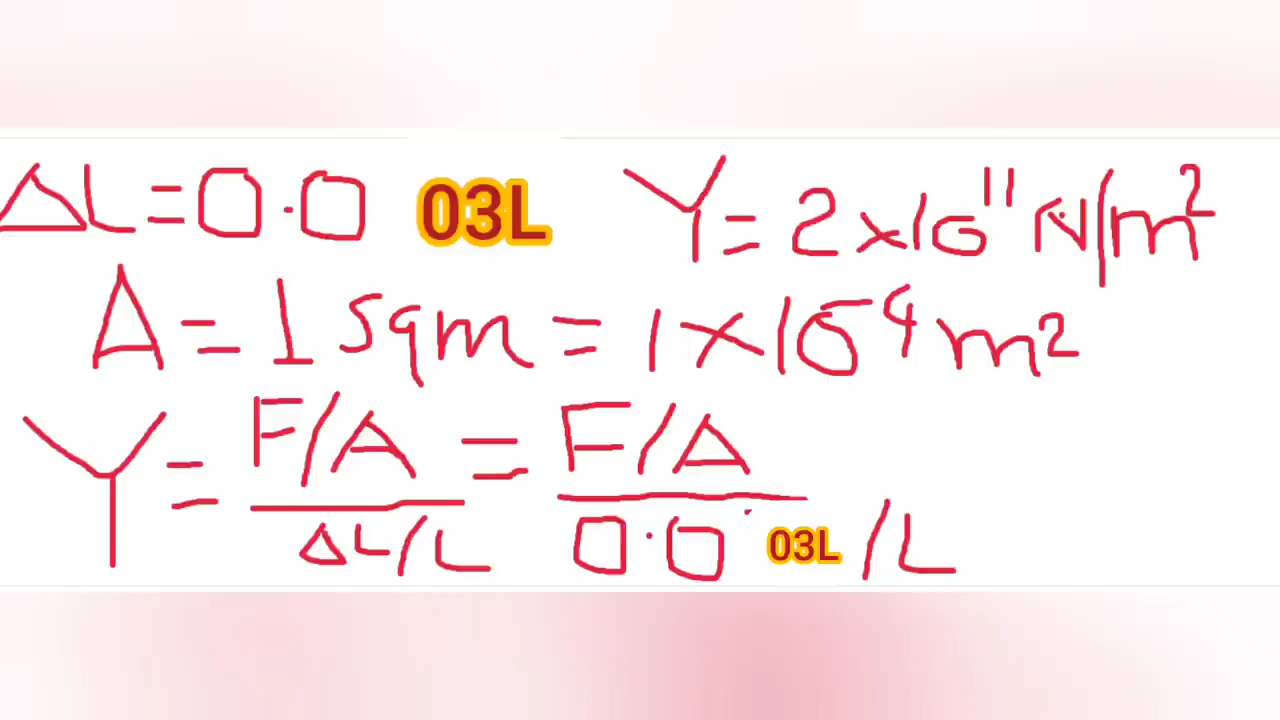 ΔL = 0.0 03L Y = 2 x 10¹¹ N/m²
A = 1 sqm = 1 x 10⁻⁴ m²
Y = F/A / ΔL/L = F/A / 0.0 03L /L